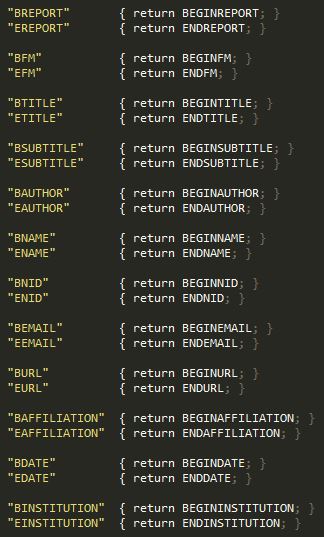 "BREPORT" { return BEGINREPORT; }
"EREPORT" { return ENDREPORT; }
"BFM" { return BEGINFM; }
"EFM" { return ENDFM; }
"BTITLE" { return BEGINTITLE; }
"ETITLE" { return ENDTITLE; }
"BSUBTITLE" { return BEGINSUBTITLE; }
"ESUBTITLE" { return ENDSUBTITLE; }
"BAUTHOR" { return BEGINAUTHOR; }
"EAUTHOR" { return ENDAUTHOR; }
"BNAME" { return BEGINNAME; }
"ENAME" { return ENDNAME; }
"BNID" { return BEGINNID; }
"ENID" { return ENDNID; }
"BEMAIL" { return BEGINEMAIL; }
"EEMAIL" { return ENDEMAIL; }
"BURL" { return BEGINURL; }
"EURL" { return ENDURL; }
"BAFFILIATION" { return BEGINAFFILIATION; }
"EAFFILIATION" { return ENDAFFILIATION; }
"BDATE" { return BEGINDATE; }
"EDATE" { return ENDDATE; }
"BINSTITUTION" { return BEGININSTITUTION; }
"EINSTITUTION" { return ENDINSTITUTION; }